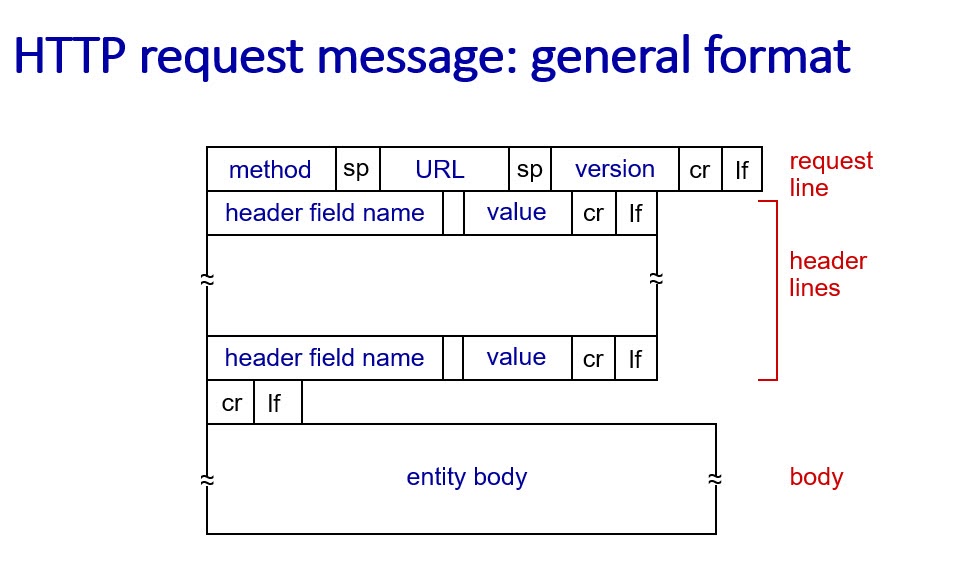 HTTP request message: general format
method sp URL sp version cr lf
request
line
header field name value cr lf
header
lines
≈ ≈
header field name value cr lf
cr lf
≈ entity body ≈
body